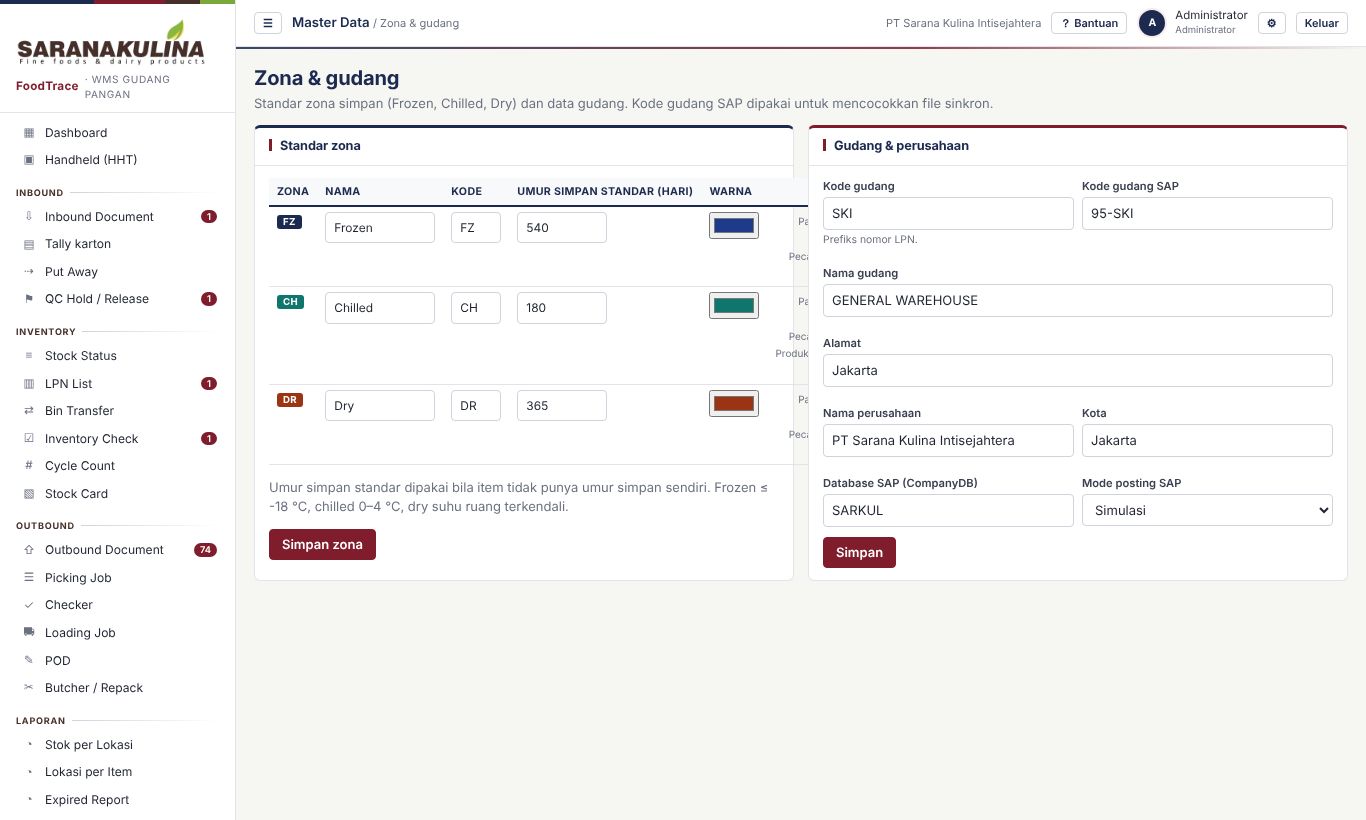 SARANAKULINA
Fine foods & dairy products
FoodTrace · WMS GUDANG PANGAN
☰ Master Data / Zona & gudang
PT Sarana Kulina Intisejahtera
? Bantuan
A
Administrator
Administrator
Keluar
Dashboard
Handheld (HHT)
INBOUND
Inbound Document 1
Tally karton
Put Away
QC Hold / Release 1
INVENTORY
Stock Status
LPN List 1
Bin Transfer
Inventory Check 1
# Cycle Count
Stock Card
OUTBOUND
Outbound Document 74
Picking Job
Checker
Loading Job
POD
Butcher / Repack
LAPORAN
Stok per Lokasi
Lokasi per Item
Expired Report
Zona & gudang
Standar zona simpan (Frozen, Chilled, Dry) dan data gudang. Kode gudang SAP dipakai untuk mencocokkan file sinkron.
Standar zona
ZONA NAMA KODE UMUR SIMPAN STANDAR (HARI) WARNA
FZ Frozen FZ 540 Pa
Peca
CH Chilled CH 180 Pa
Peca
Produk
DR Dry DR 365 Pa
Peca
Umur simpan standar dipakai bila item tidak punya umur simpan sendiri. Frozen ≤
-18 °C, chilled 0–4 °C, dry suhu ruang terkendali.
Simpan zona
Gudang & perusahaan
Kode gudang Kode gudang SAP
SKI 95-SKI
Prefiks nomor LPN.
Nama gudang
GENERAL WAREHOUSE
Alamat
Jakarta
Nama perusahaan Kota
PT Sarana Kulina Intisejahtera Jakarta
Database SAP (CompanyDB) Mode posting SAP
SARKUL Simulasi
Simpan